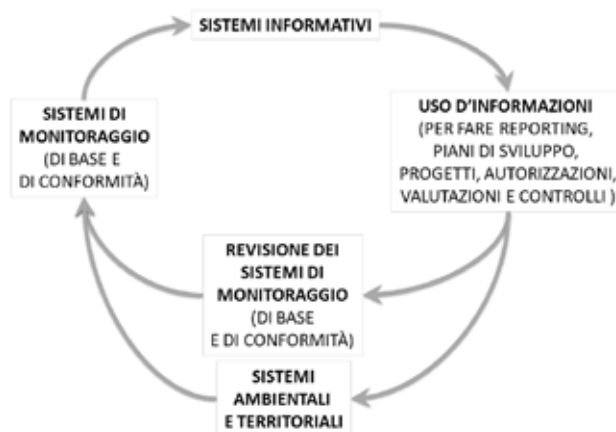 SISTEMI INFORMATIVI
SISTEMI DI
MONITORAGGIO
(DI BASE E
DI CONFORMITÀ)
USO D'INFORMAZIONI
(PER FARE REPORTING,
PIANI DI SVILUPPO,
PROGETTI, AUTORIZZAZIONI,
VALUTAZIONI E CONTROLLI )
REVISIONE DEI
SISTEMI DI
MONITORAGGIO
(DI BASE
E DI CONFORMITÀ)
SISTEMI
AMBIENTALI
E TERRITORIALI